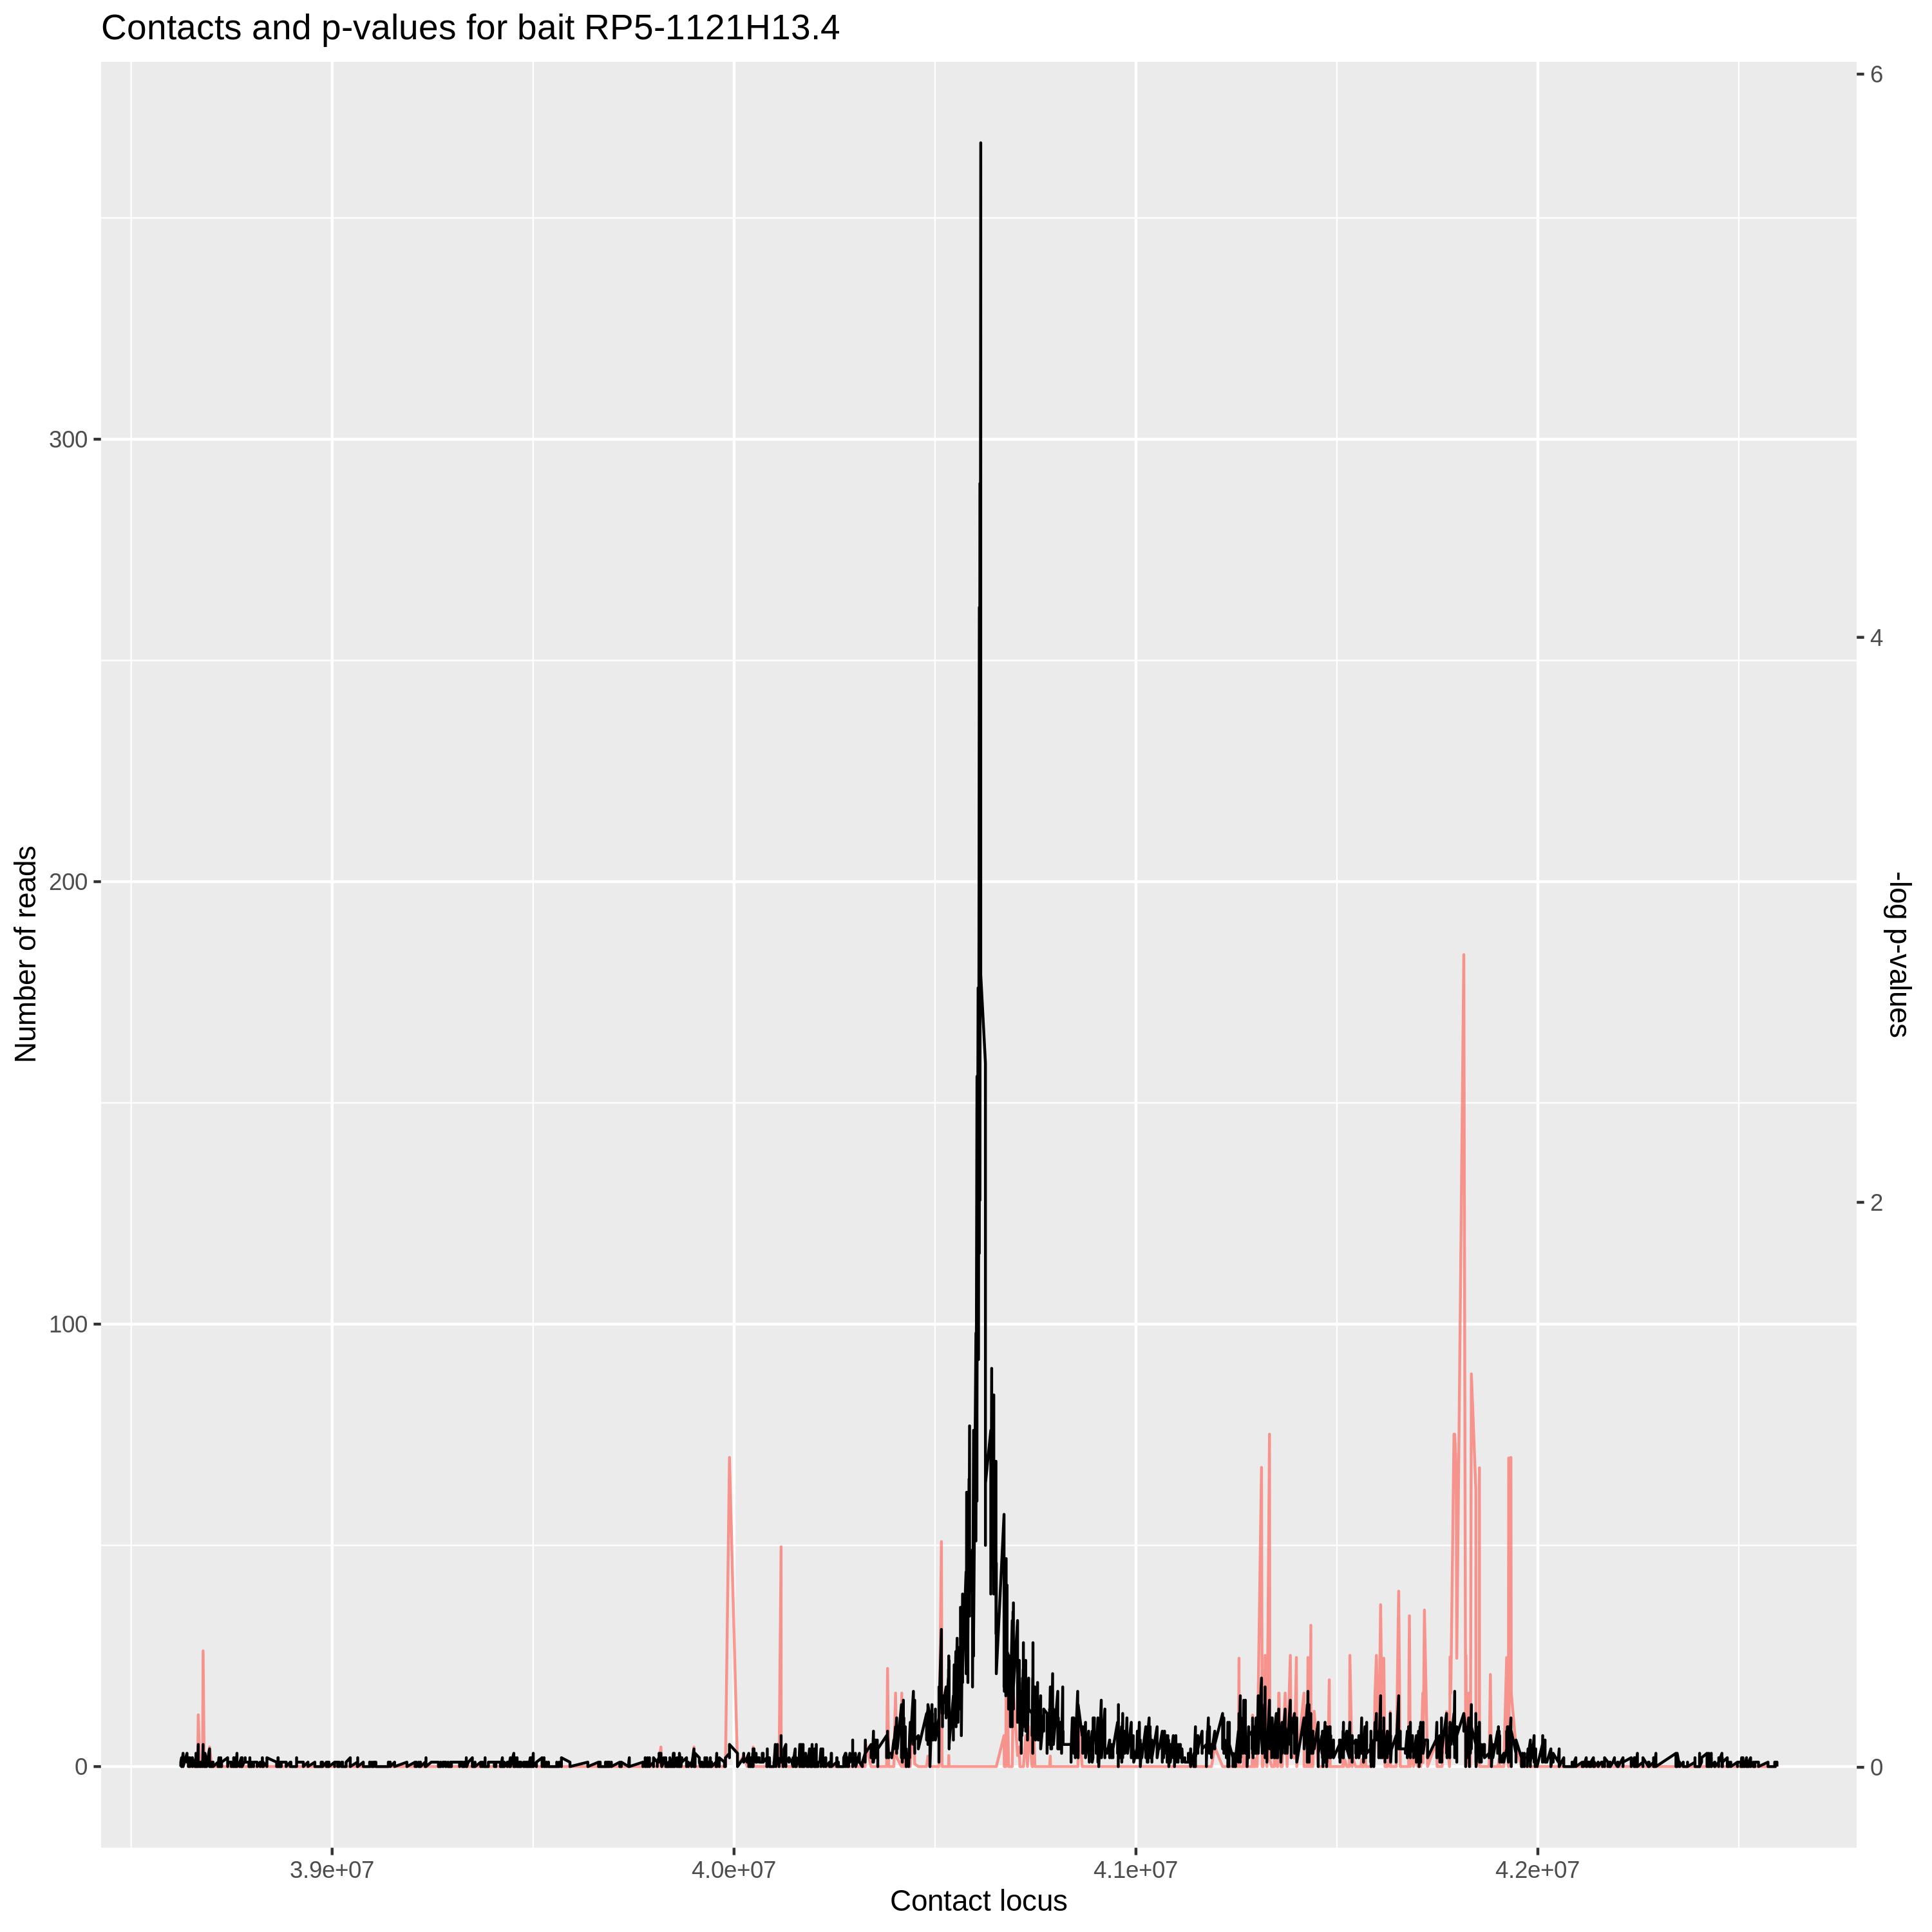 Contacts and p-values for bait RP5-1121H13.4
6
300
4
Number of reads
200
-log p-values
2
100
0
0
3.9e+07
4.0e+07
4.1e+07
4.2e+07
Contact locus